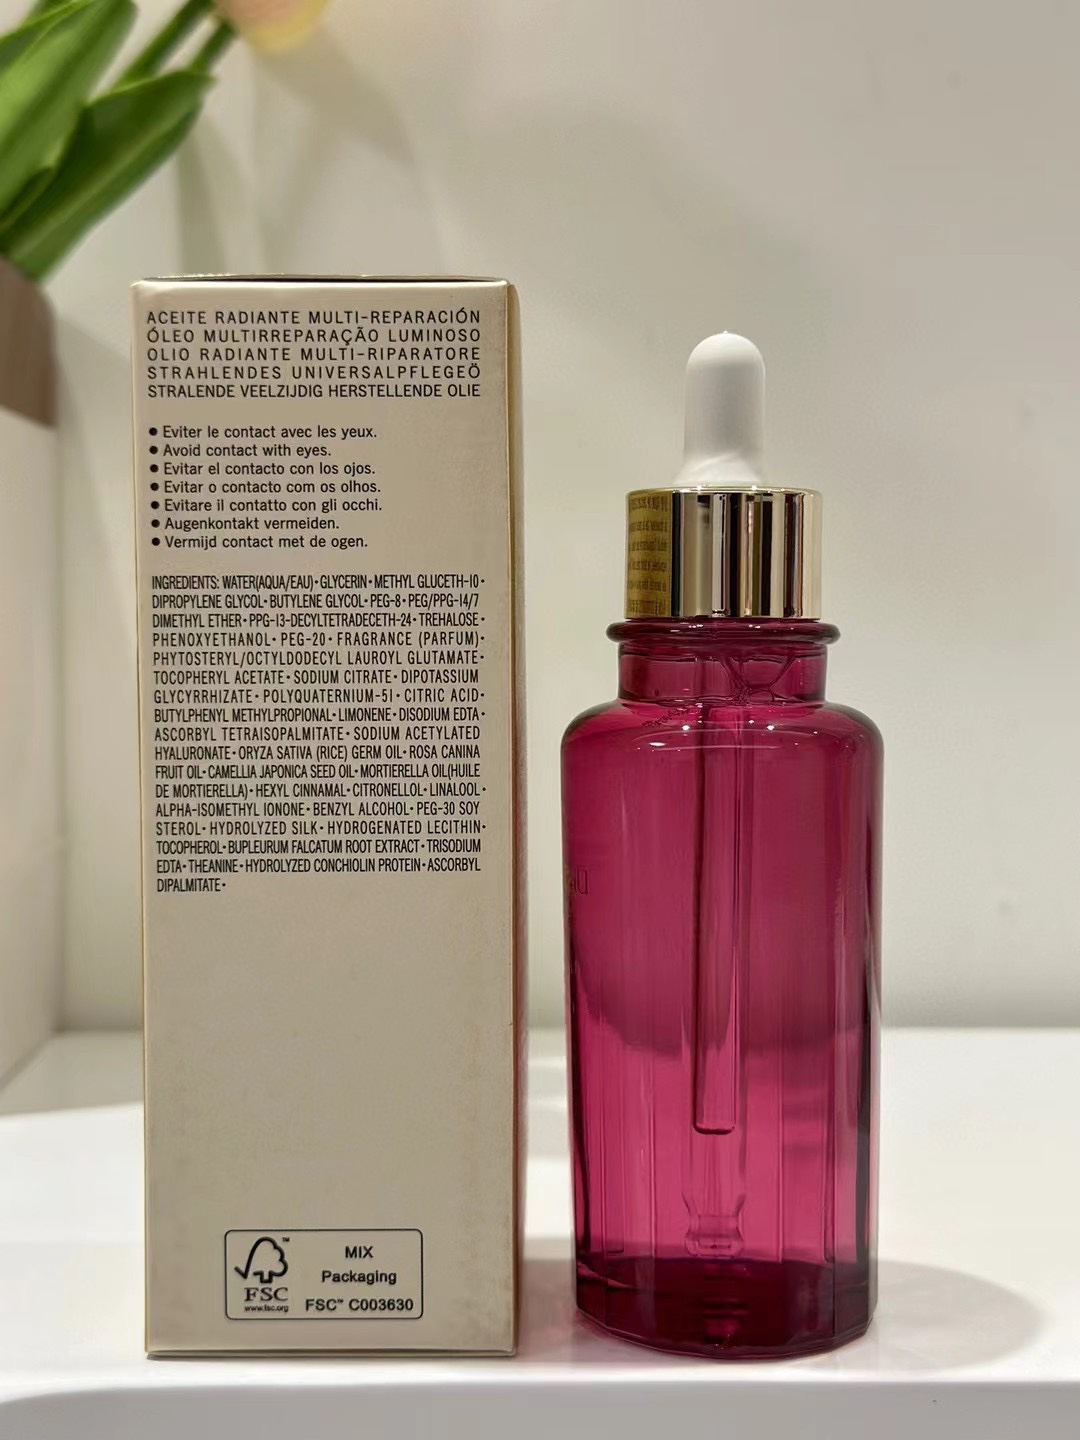 ACEITE RADIANTE MULTI-REPARACIÓN
ÓLEO MULTIRREPARAÇÃO LUMINOSO
OLIO RADIANTE MULTI-RIPARATORE
STRAHLENDES UNIVERSALPFLEGEÖ
STRALENDE VEELZIJDIG HERSTELLENDE OLIE
• Eviter le contact avec les yeux.
• Avoid contact with eyes.
• Evitar el contacto con los ojos.
• Evitar o contacto com os olhos.
• Evitare il contatto con gli occhi.
• Augenkontakt vermeiden.
• Vermijd contact met de ogen.
INGREDIENTS: WATER(AQUA/EAU)•GLYCERIN•METHYL GLUCETH-10•
DIPROPYLENE GLYCOL•BUTYLENE GLYCOL•PEG-8•PEG/PPG-14/7
DIMETHYL ETHER•PPG-13-DECYLTETRADECETH-24•TREHALOSE•
PHENOXYETHANOL•PEG-20•FRAGRANCE (PARFUM)•
PHYTOSTERYL/OCTYLDODECYL LAUROYL GLUTAMATE•
TOCOPHERYL ACETATE•SODIUM CITRATE•DIPOTASSIUM
GLYCYRRHIZATE•POLYQUATERNIUM-51•CITRIC ACID•
BUTYLPHENYL METHYLPROPIONAL•LIMONENE•DISODIUM EDTA•
ASCORBYL TETRAISOPALMITATE•SODIUM ACETYLATED
HYALURONATE•ORYZA SATIVA (RICE) GERM OIL•ROSA CANINA
FRUIT OIL•CAMELLIA JAPONICA SEED OIL•MORTIERELLA OIL(HUILE
DE MORTIERELLA)•HEXYL CINNAMAL•CITRONELLOL•LINALOOL•
ALPHA-ISOMETHYL IONONE•BENZYL ALCOHOL•PEG-30 SOY
STEROL•HYDROLYZED SILK•HYDROGENATED LECITHIN•
TOCOPHEROL•BUPLEURUM FALCATUM ROOT EXTRACT•TRISODIUM
EDTA•THEANINE•HYDROLYZED CONCHIOLIN PROTEIN•ASCORBYL
DIPALMITATE•
™
FSC
www.fsc.org
MIX
Packaging
FSC™ C003630